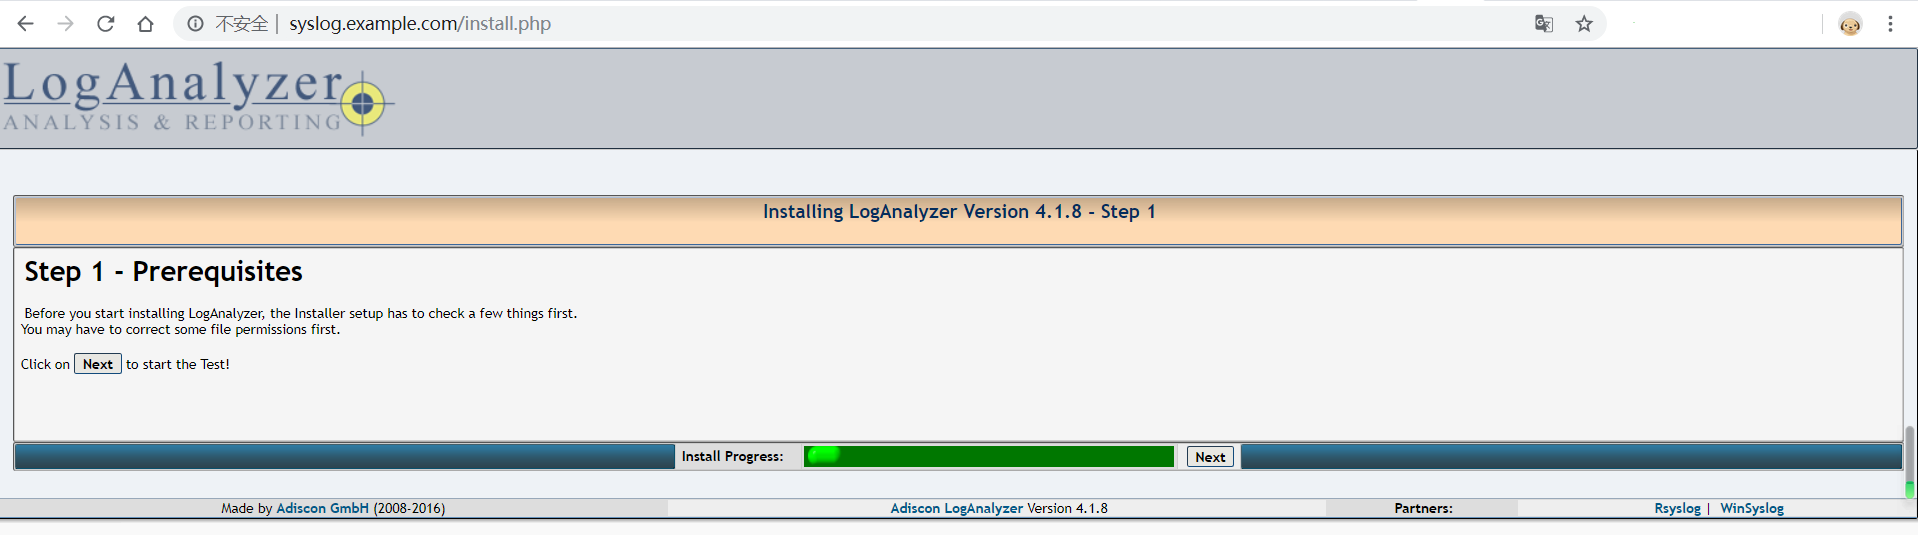 不安全 | syslog.example.com/install.php
LogAnalyzer
ANALYSIS & REPORTING
Installing LogAnalyzer Version 4.1.8 - Step 1
Step 1 - Prerequisites
Before you start installing LogAnalyzer, the Installer setup has to check a few things first.
You may have to correct some file permissions first.
Click on Next to start the Test!
Install Progress: Next
Made by Adiscon GmbH (2008-2016) Adiscon LogAnalyzer Version 4.1.8 Partners: Rsyslog | WinSyslog